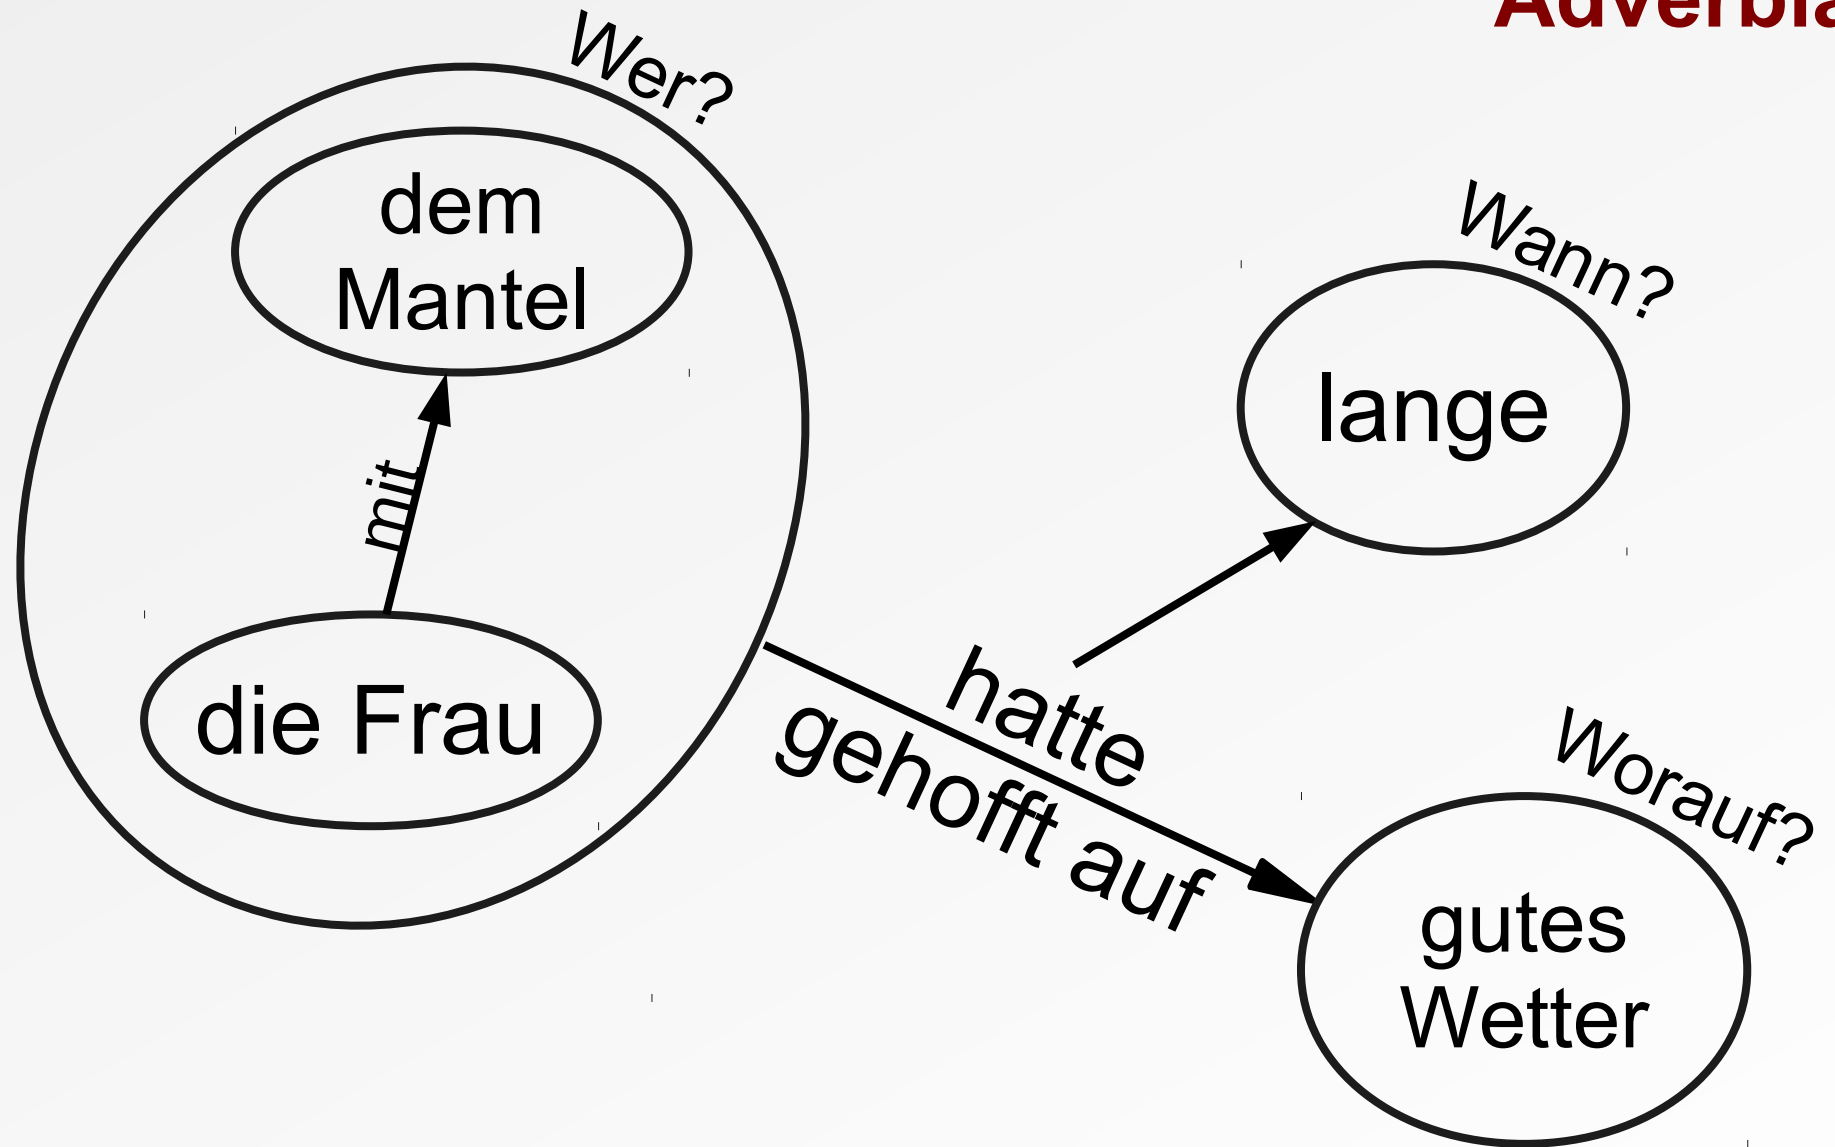 Wer?
dem
Mantel
mit
die Frau
Wann?
lange
hatte
gehofft auf
Worauf?
gutes
Wetter